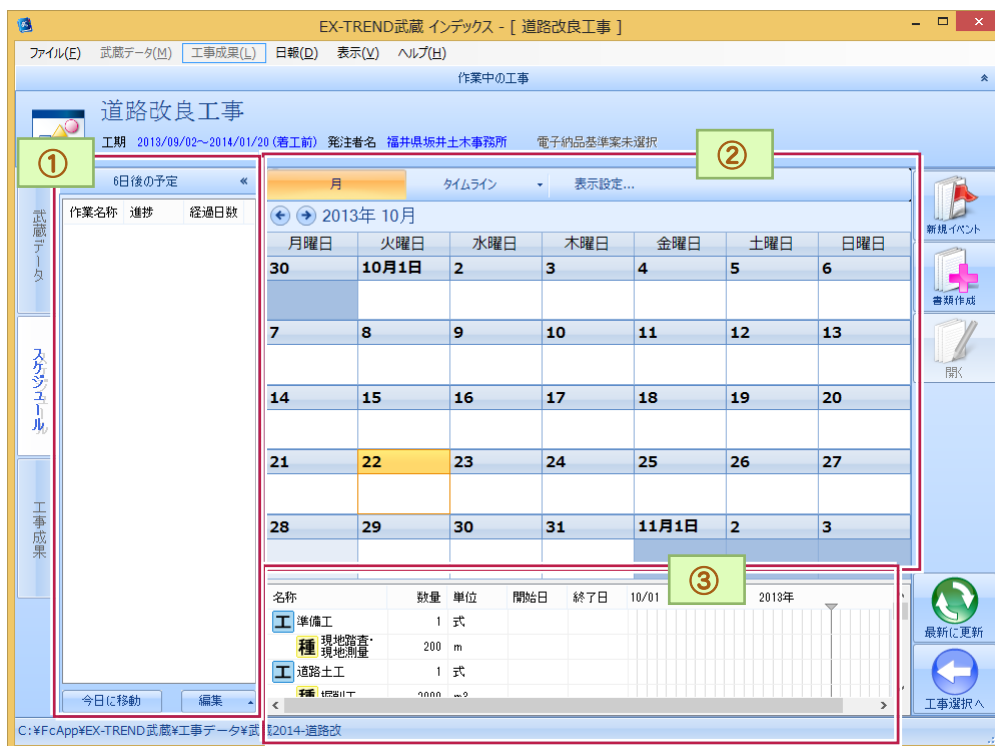 EX-TREND武蔵 インデックス - [ 道路改良工事 ]
ファイル(F) 武蔵データ(M) 工事成果(L) 日報(D) 表示(V) ヘルプ(H)
作業中の工事
道路改良工事
工期 2013/09/02～2014/01/20(着工前) 発注者名 福井県坂井土木事務所 電子納品基準案未選択
①
②
武蔵データ
スケジュール
工事成果
6日後の予定
作業名称 進捗 経過日数
今日に移動 編集
月 タイムライン 表示設定...
2013年 10月
月曜日 火曜日 水曜日 木曜日 金曜日 土曜日 日曜日
30 10月1日 2 3 4 5 6
7 8 9 10 11 12 13
14 15 16 17 18 19 20
21 22 23 24 25 26 27
28 29 30 31 11月1日 2 3
③
名称 数量 単位 開始日 終了日 10/01 2013年
工 準備工 1 式
種 現地踏査・現地測量 200 m
工 道路土工 1 式
種 掘削工 2000 m3
新規イベント
書類作成
開く
最新に更新
工事選択へ
C:¥FcApp¥EX-TREND武蔵¥工事データ¥武蔵2014-道路改